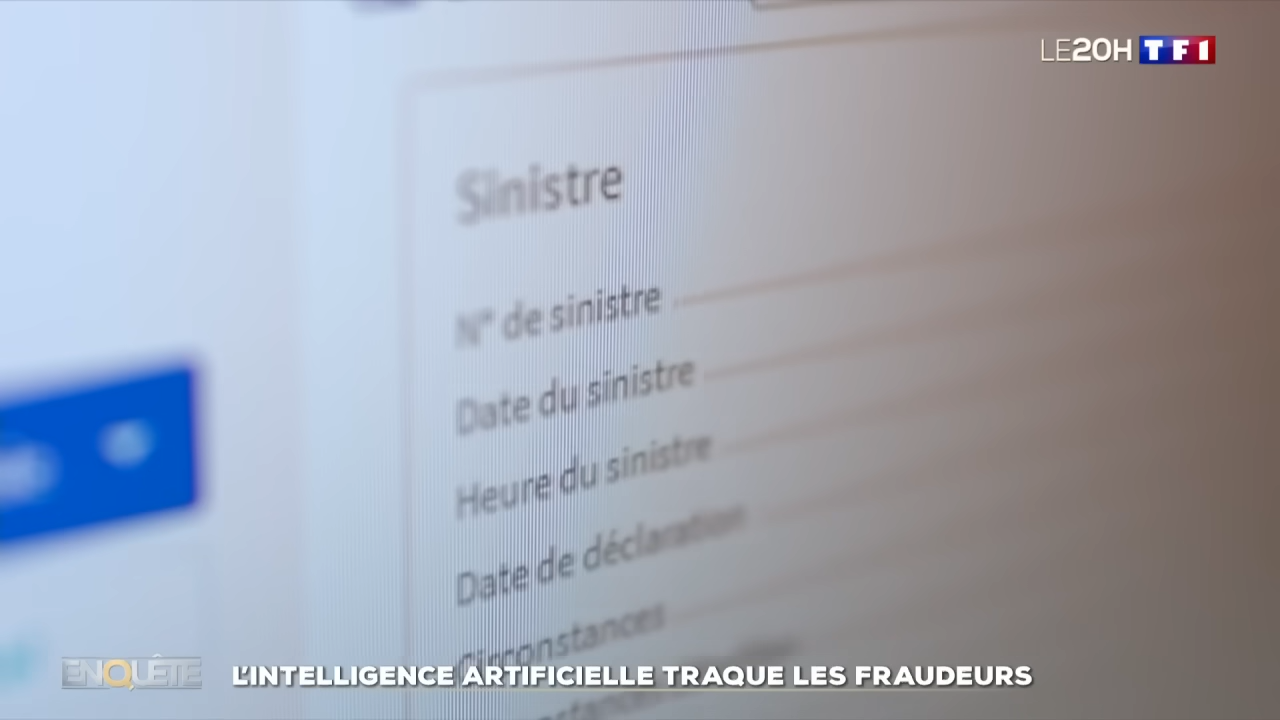 LE20H TF1
Sinistre
N° de sinistre
Date du sinistre
Heure du sinistre
Date de déclaration
Circonstances
ENQUÊTE
L'INTELLIGENCE ARTIFICIELLE TRAQUE LES FRAUDEURS